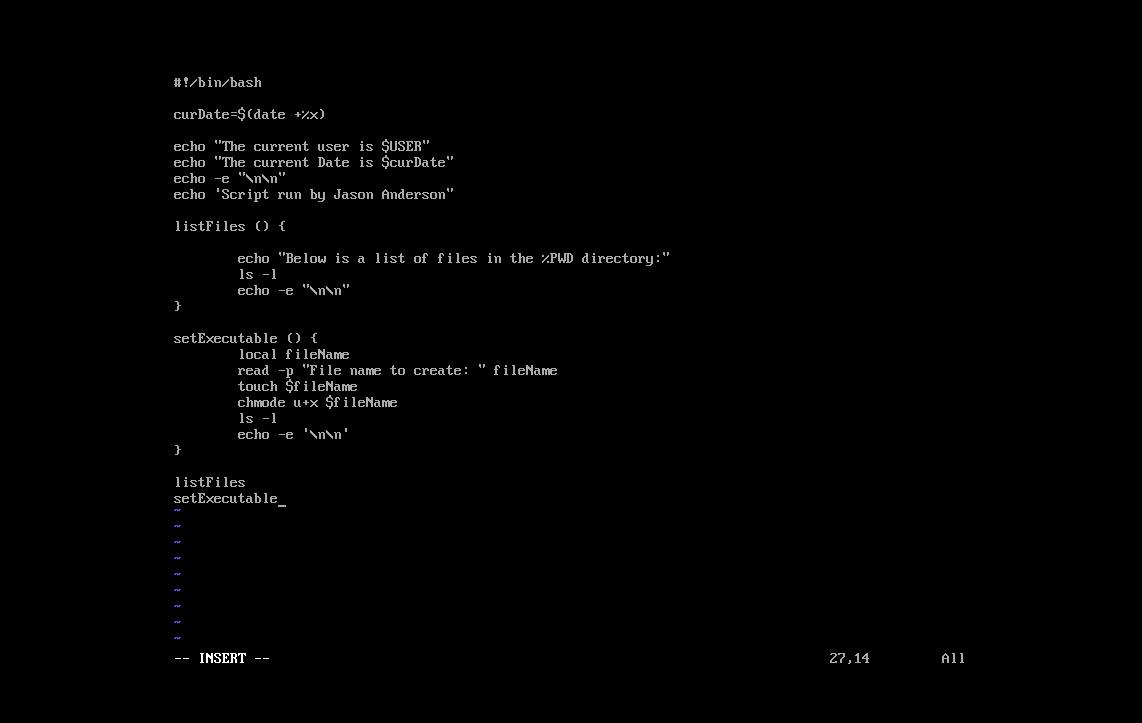 #!/bin/bash
curDate=$(date +%x)
echo "The current user is $USER"
echo "The current Date is $curDate"
echo -e "\n\n"
echo 'Script run by Jason Anderson"
listFiles () {
echo "Below is a list of files in the %PWD directory:"
ls -l
echo -e "\n\n"
}
setExecutable () {
local fileName
read -p "File name to create: " fileName
touch $fileName
chmode u+x $fileName
ls -l
echo -e '\n\n'
}
listFiles
setExecutable_
~
~
~
~
~
~
~
~
~
-- INSERT -- 27,14 All